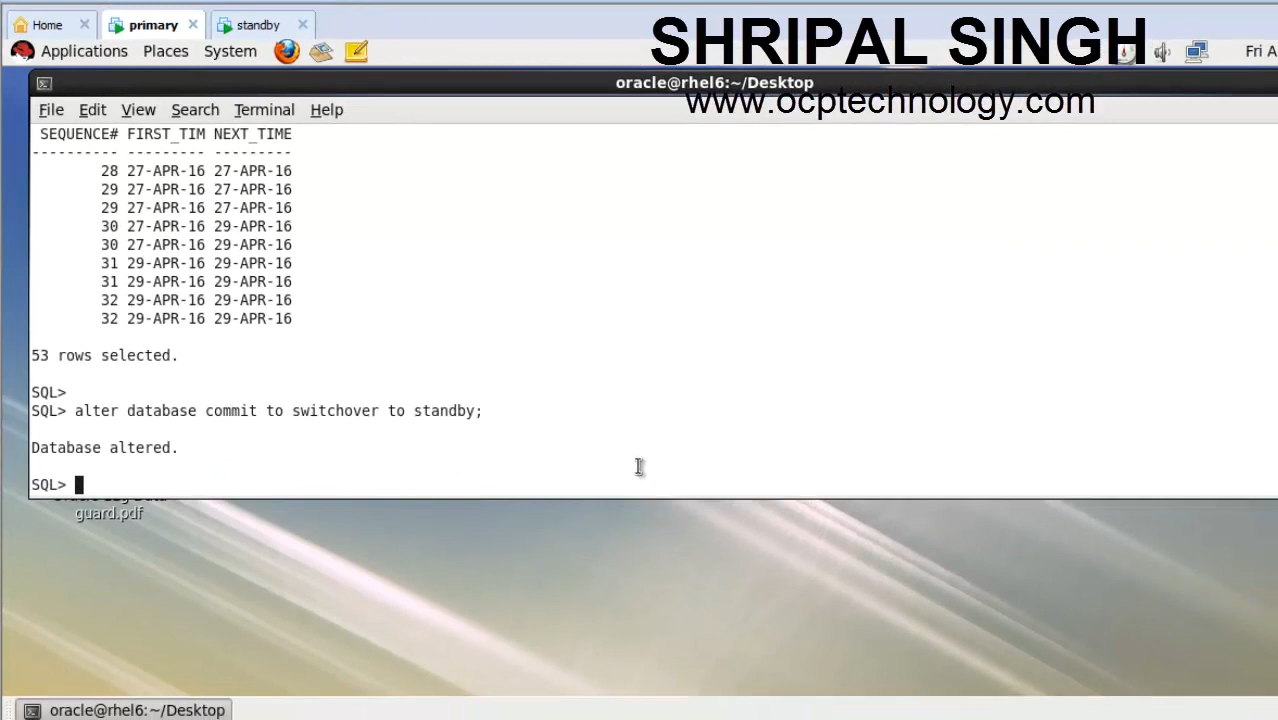 Home primary standby
SHRIPAL SINGH
Applications Places System Fri A
oracle@rhel6:~/Desktop
www.ocptechnology.com
File Edit View Search Terminal Help
SEQUENCE# FIRST_TIM NEXT_TIME
---------- --------- ---------
28 27-APR-16 27-APR-16
29 27-APR-16 27-APR-16
29 27-APR-16 27-APR-16
30 27-APR-16 29-APR-16
30 27-APR-16 29-APR-16
31 29-APR-16 29-APR-16
31 29-APR-16 29-APR-16
32 29-APR-16 29-APR-16
32 29-APR-16 29-APR-16
53 rows selected.
SQL>
SQL> alter database commit to switchover to standby;
Database altered.
SQL>
guard.pdf
oracle@rhel6:~/Desktop